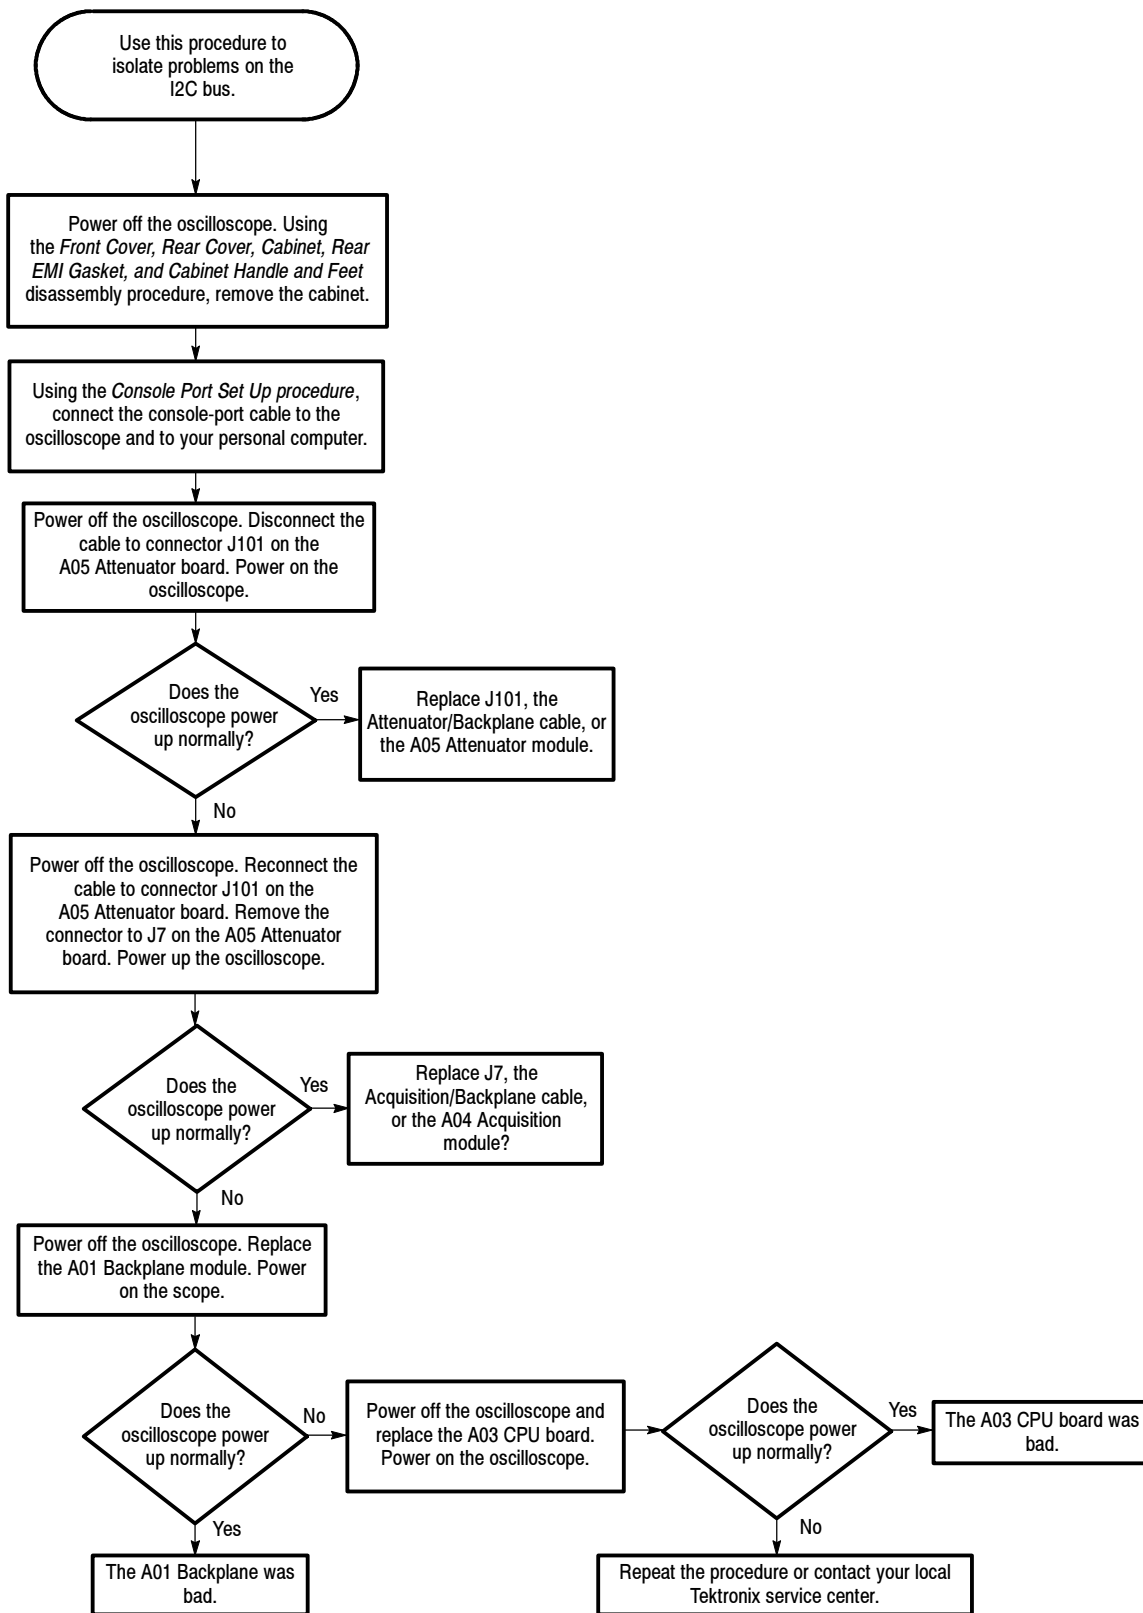 Use this procedure to
isolate problems on the
I2C bus.
Power off the oscilloscope. Using
the Front Cover, Rear Cover, Cabinet, Rear
EMI Gasket, and Cabinet Handle and Feet
disassembly procedure, remove the cabinet.
Using the Console Port Set Up procedure,
connect the console-port cable to the
oscilloscope and to your personal computer.
Power off the oscilloscope. Disconnect the
cable to connector J101 on the
A05 Attenuator board. Power on the
oscilloscope.
Does the
oscilloscope power
up normally?
Yes
Replace J101, the
Attenuator/Backplane cable, or
the A05 Attenuator module.
No
Power off the oscilloscope. Reconnect the
cable to connector J101 on the
A05 Attenuator board. Remove the
connector to J7 on the A05 Attenuator
board. Power up the oscilloscope.
Does the
oscilloscope power
up normally?
Yes
Replace J7, the
Acquisition/Backplane cable,
or the A04 Acquisition
module?
No
Power off the oscilloscope. Replace
the A01 Backplane module. Power
on the scope.
Does the
oscilloscope power
up normally?
No
Power off the oscilloscope and
replace the A03 CPU board.
Power on the oscilloscope.
Does the
oscilloscope power
up normally?
Yes
The A03 CPU board was
bad.
Yes
The A01 Backplane was
bad.
No
Repeat the procedure or contact your local
Tektronix service center.